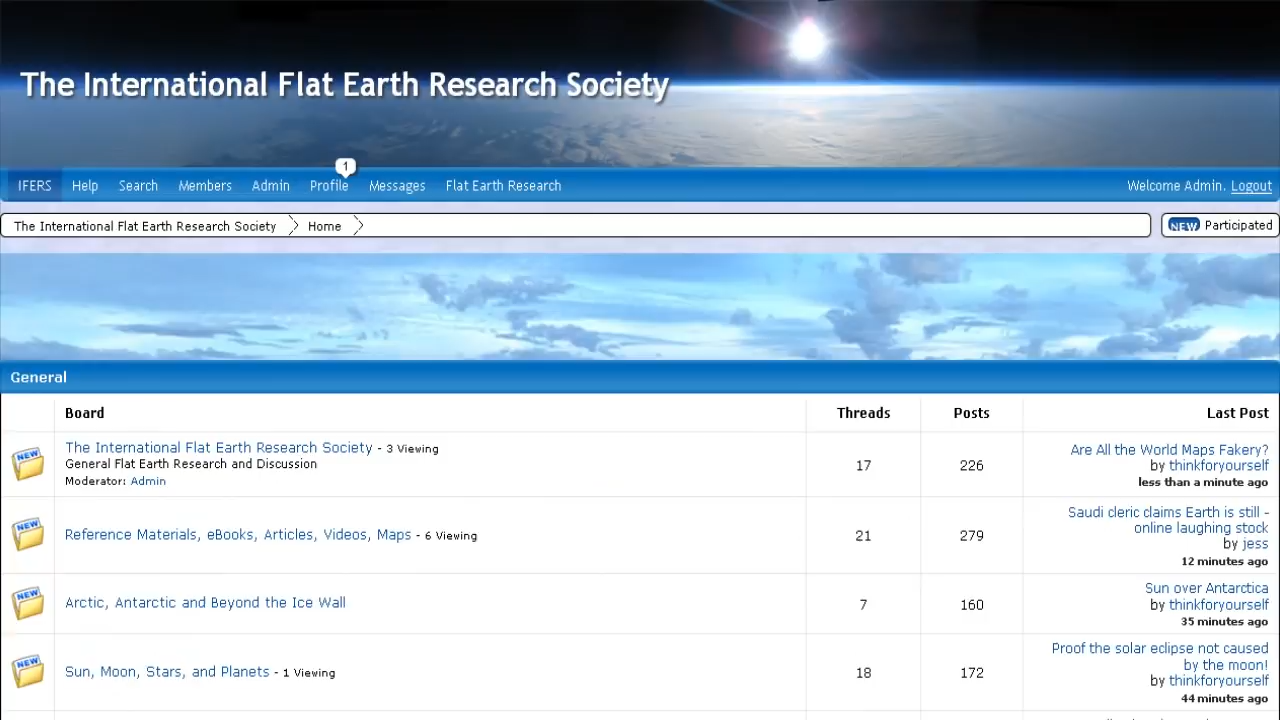 The International Flat Earth Research Society
1
IFERS Help Search Members Admin Profile Messages Flat Earth Research Welcome Admin. Logout
The International Flat Earth Research Society Home NEW Participated
General
Board Threads Posts Last Post
NEW
The International Flat Earth Research Society - 3 Viewing
General Flat Earth Research and Discussion
Moderator: Admin
17 226
Are All the World Maps Fakery?
by thinkforyourself
less than a minute ago
NEW
Reference Materials, eBooks, Articles, Videos, Maps - 6 Viewing
21 279
Saudi cleric claims Earth is still -
online laughing stock
by jess
12 minutes ago
NEW
Arctic, Antarctic and Beyond the Ice Wall
7 160
Sun over Antarctica
by thinkforyourself
35 minutes ago
NEW
Sun, Moon, Stars, and Planets - 1 Viewing
18 172
Proof the solar eclipse not caused
by the moon!
by thinkforyourself
44 minutes ago